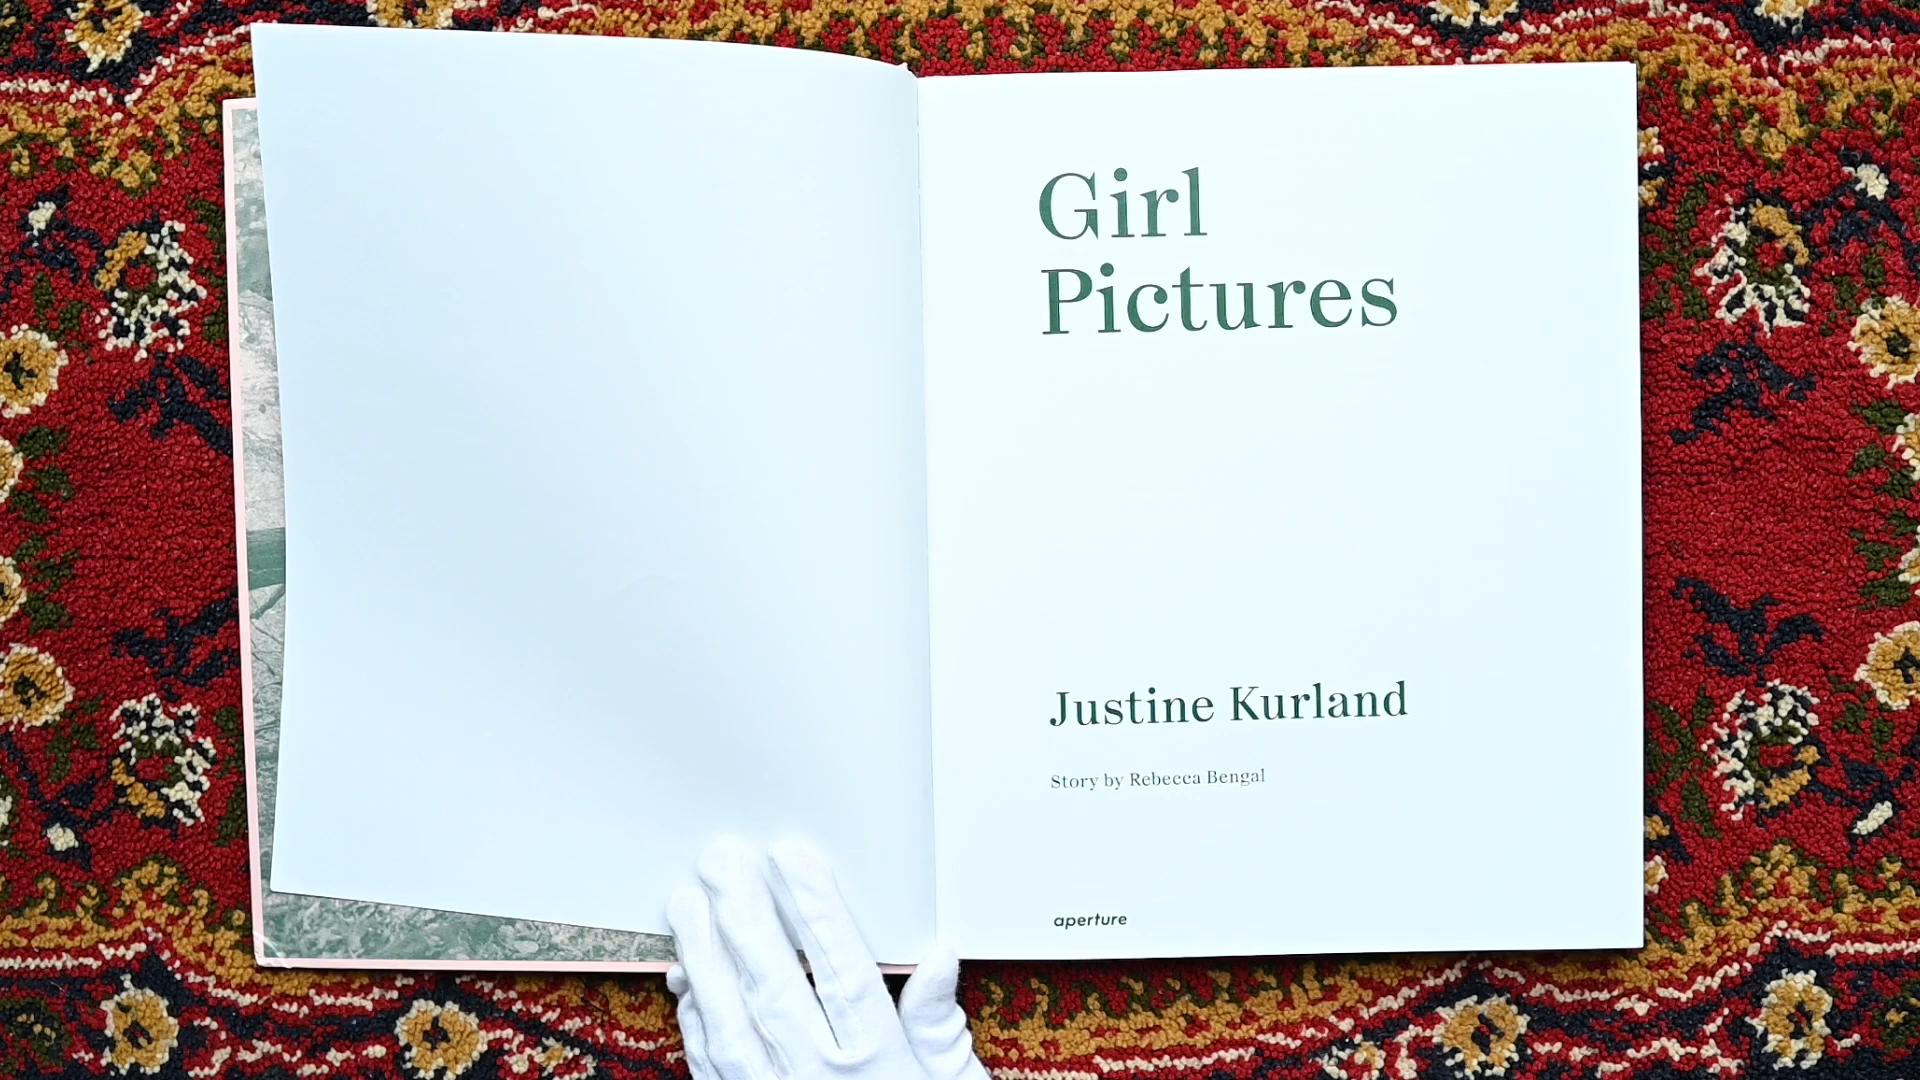 Girl
Pictures
Justine Kurland
Story by Rebecca Bengal
aperture